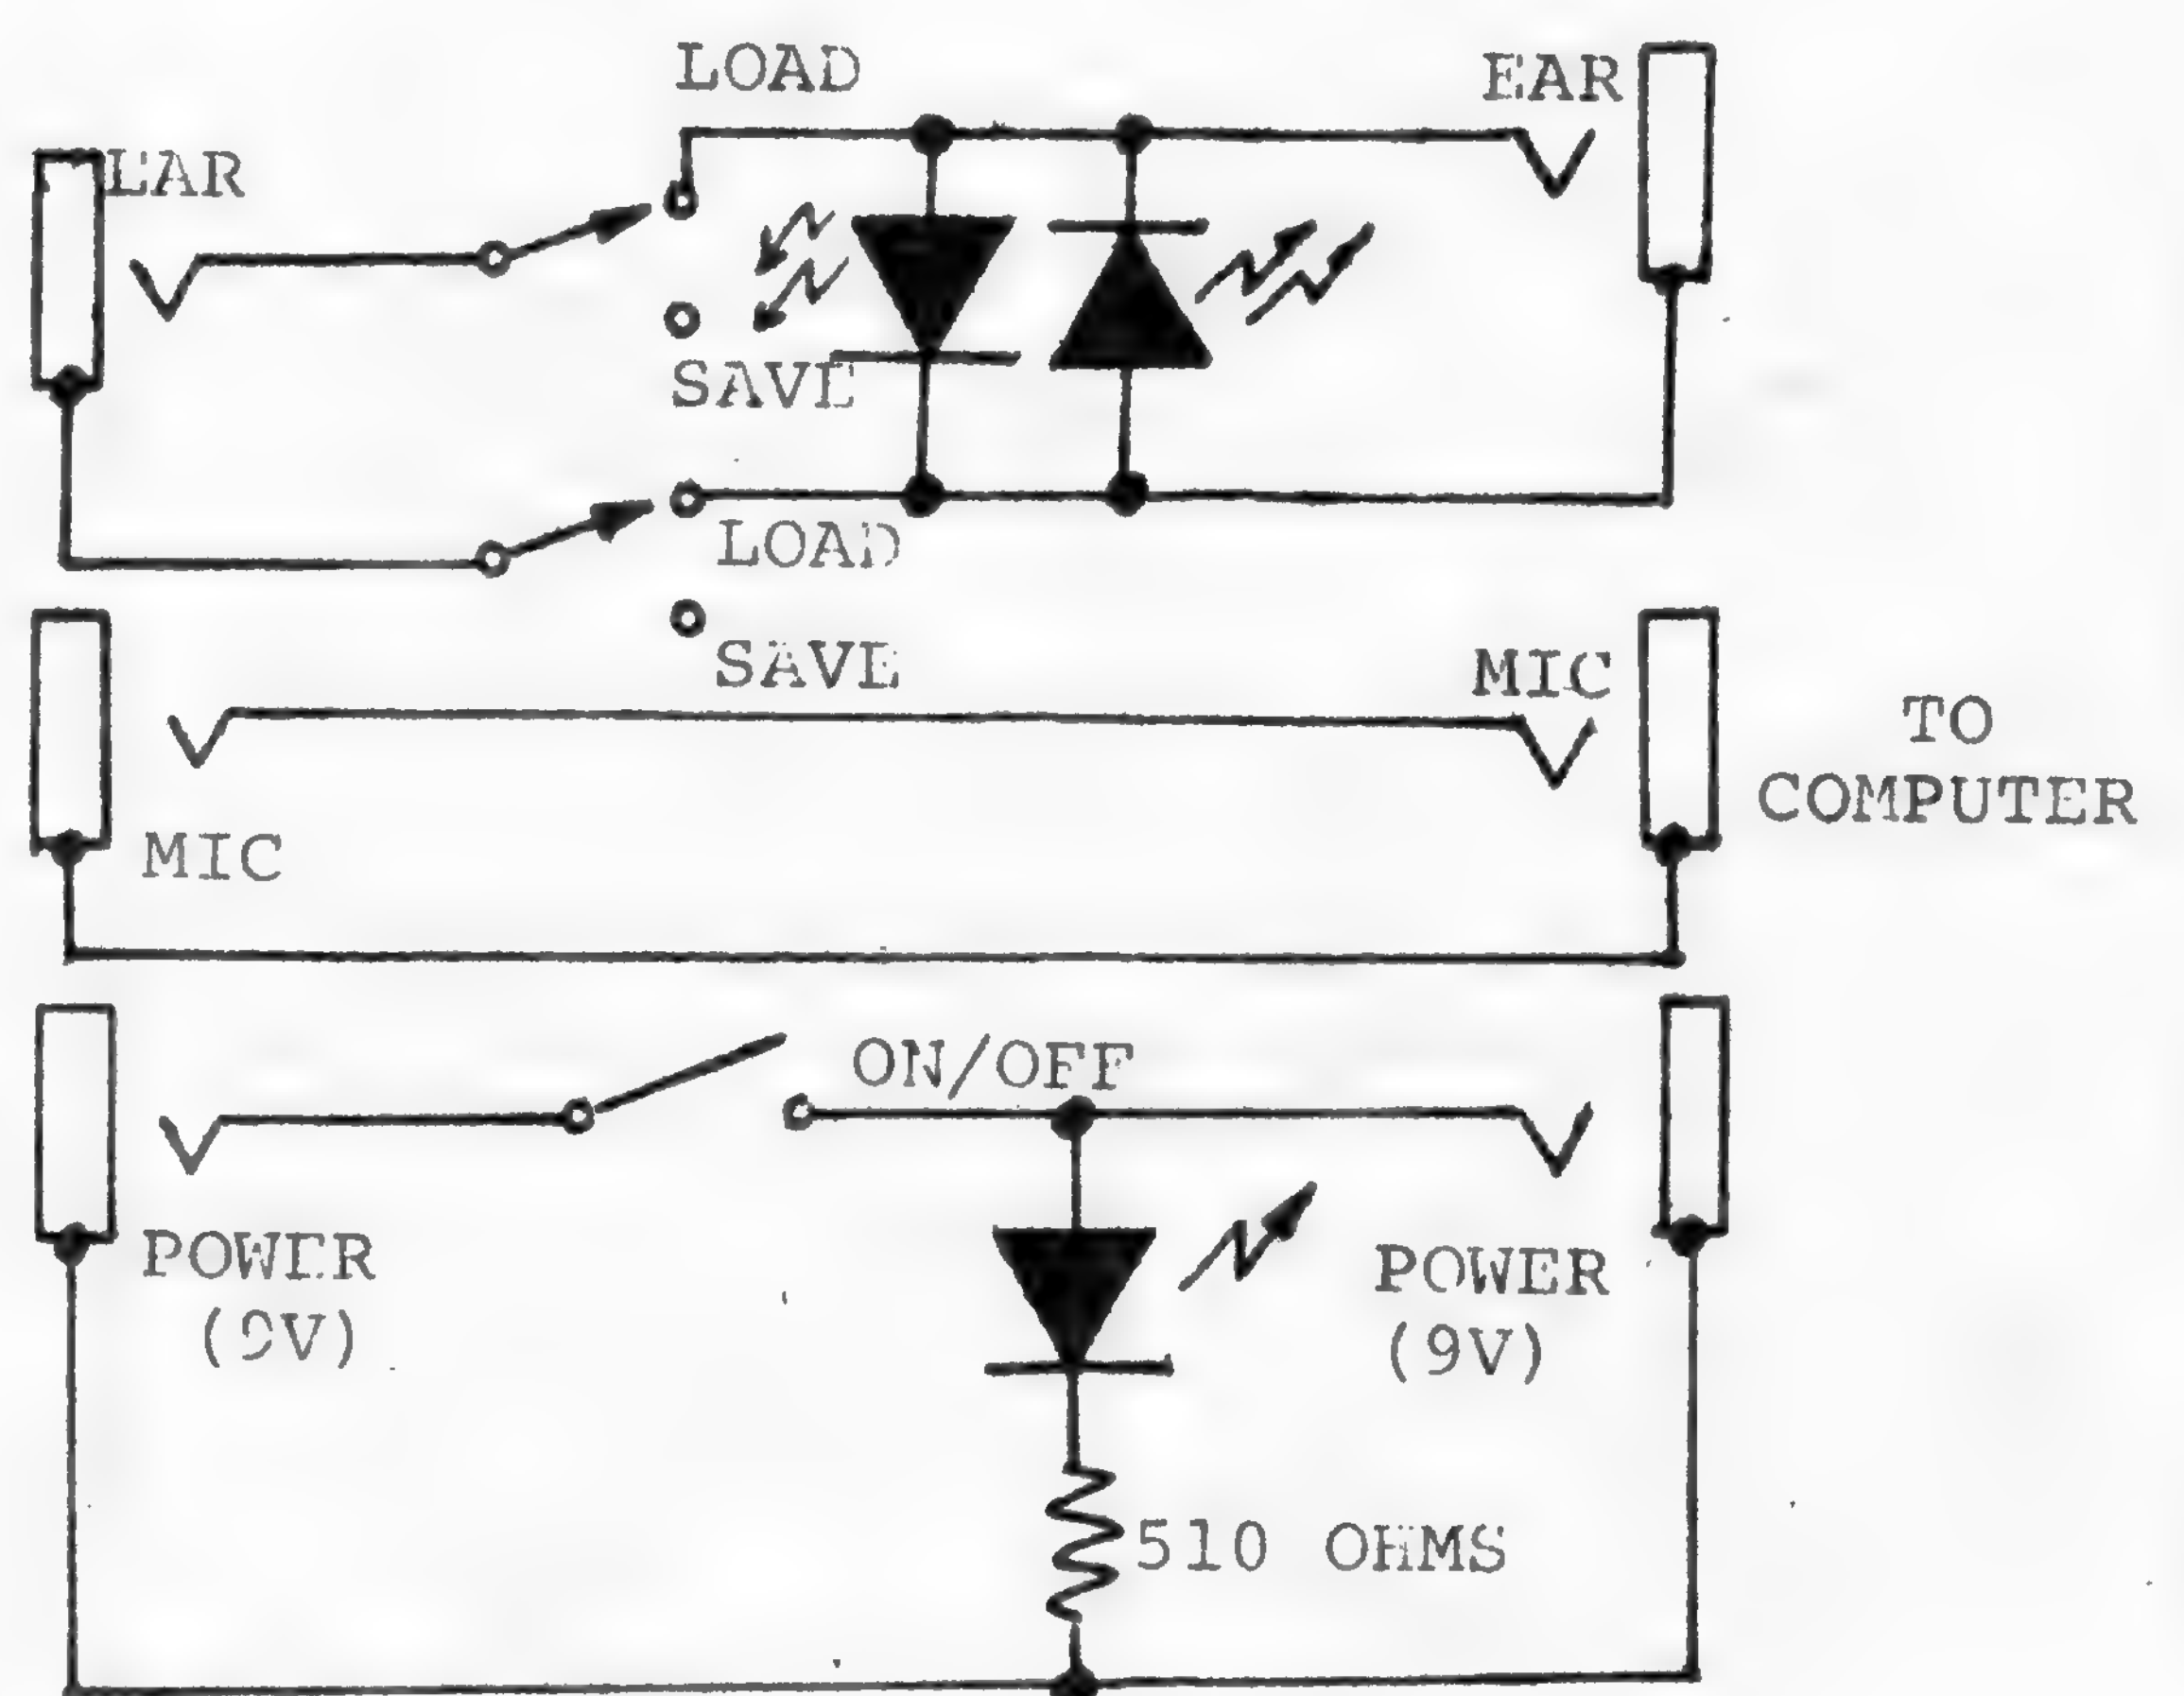 LOAD
EAR
EAR
SAVE
LOAD
SAVE
MIC
TO
COMPUTER
MIC
ON/OFF
POWER
(9V)
POWER
(9V)
510 OHMS